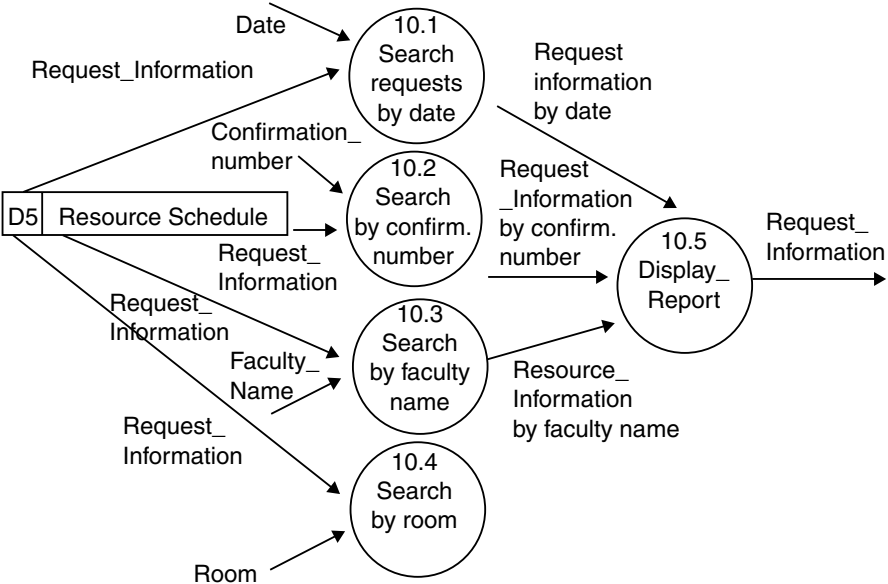 Date
Request_Information
10.1
Search
requests
by date
Request
information
by date
Confirmation_
number
10.2
Search
by confirm.
number
Request
_Information
by confirm.
number
D5 Resource Schedule
Request_
Information
10.5
Display_
Report
Request_
Information
Request_
Information
10.3
Search
by faculty
name
Faculty_
Name
Resource_
Information
by faculty name
Request_
Information
10.4
Search
by room
Room